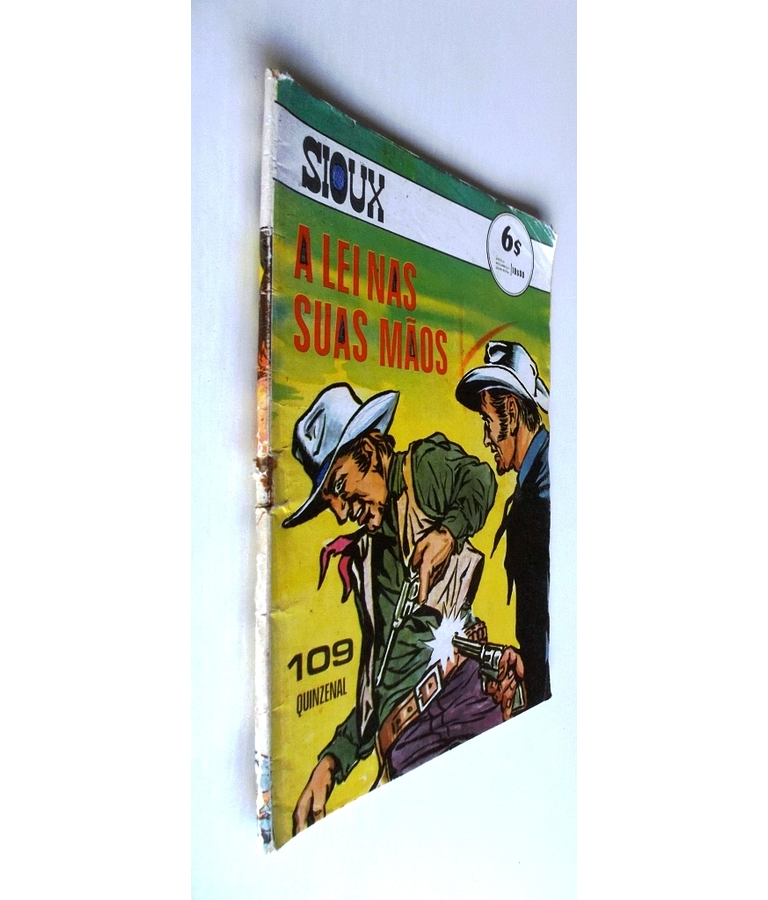 SIOUX
6$
A LEI NAS
SUAS MÃOS
109
QUINZENAL